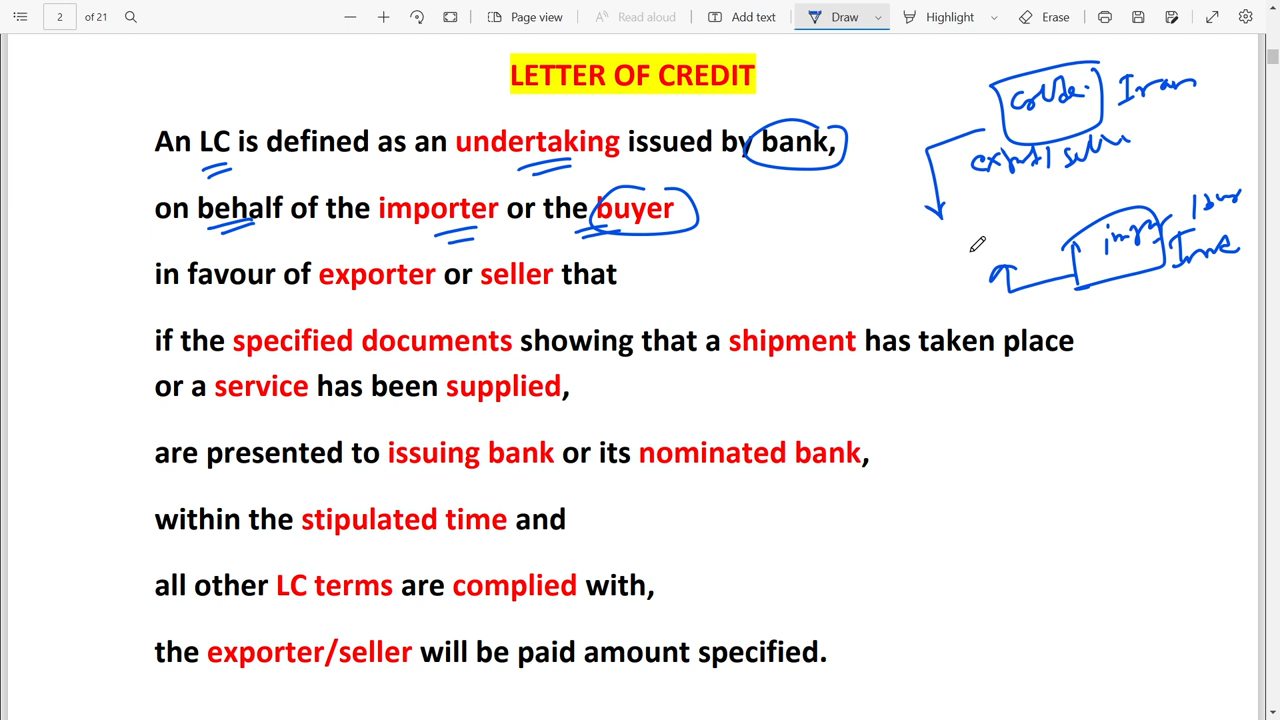 2 of 21 Page view Read aloud Add text Draw Highlight Erase
LETTER OF CREDIT
An LC is defined as an undertaking issued by bank,
on behalf of the importer or the buyer
in favour of exporter or seller that
if the specified documents showing that a shipment has taken place
or a service has been supplied,
are presented to issuing bank or its nominated bank,
within the stipulated time and
all other LC terms are complied with,
the exporter/seller will be paid amount specified.
Iran